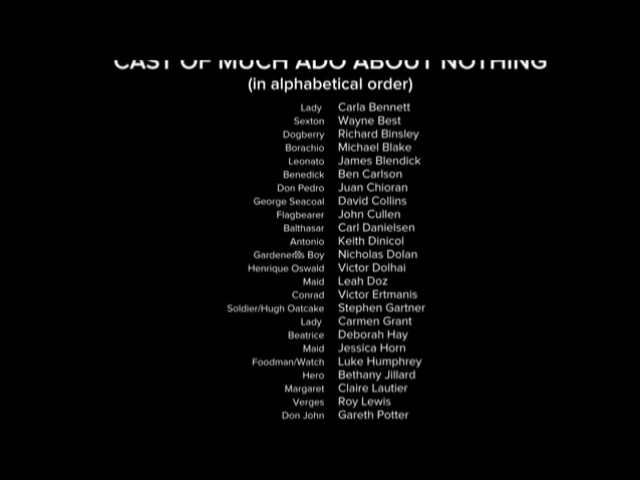 CAST OF MUCH ADO ABOUT NOTHING
(in alphabetical order)
Lady Carla Bennett
Sexton Wayne Best
Dogberry Richard Binsley
Borachio Michael Blake
Leonato James Blendick
Benedick Ben Carlson
Don Pedro Juan Chioran
George Seacoal David Collins
Flagbearer John Cullen
Balthasar Carl Danielsen
Antonio Keith Dinicol
Boy Nicholas Dolan
Henrique Oswald Victor Dolhai
Maid Leah Doz
Conrad Victor Ertmanis
Soldier/Hugh Oatcake Stephen Gartner
Lady Carmen Grant
Beatrice Deborah Hay
Maid Jessica Horn
Foodman/Watch Luke Humphrey
Hero Bethany Jillard
Margaret Claire Lautier
Verges Roy Lewis
Don John Gareth Potter